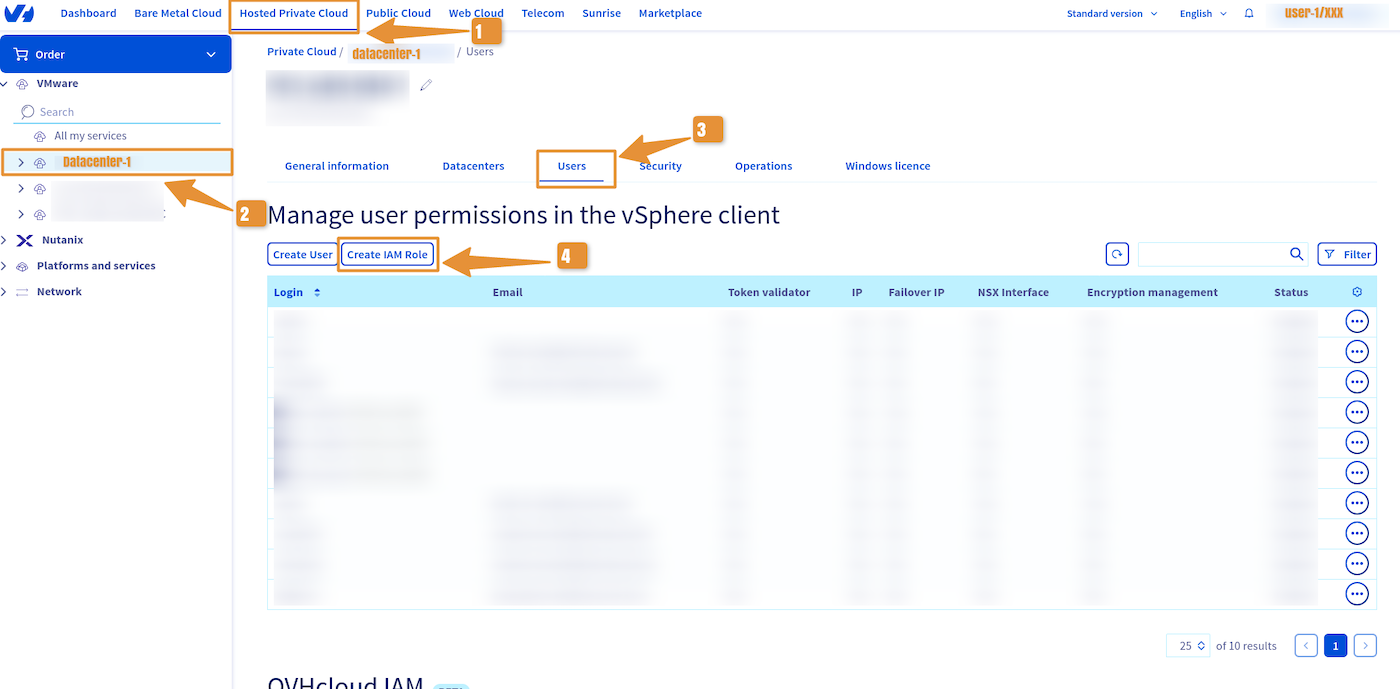 Dashboard Bare Metal Cloud Hosted Private Cloud Public Cloud Web Cloud Telecom Sunrise Marketplace Standard version English user-1/XXX
1
Order
Private Cloud / datacenter-1 / Users
VMware
Search
All my services
3
General information Datacenters Users Security Operations Windows licence
Datacenter-1
2
Manage user permissions in the vSphere client
Nutanix
Create User Create IAM Role 4 Filter
Platforms and services
Network
Login Email Token validator IP Failover IP NSX Interface Encryption management Status
25 of 10 results 1
OVHcloud IAM BETA